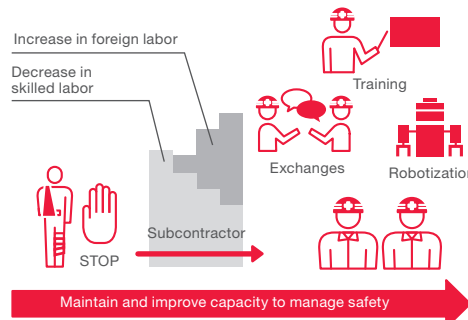 Increase in foreign labor
Decrease in
skilled labor
Training
Exchanges
Robotization
Subcontractor
STOP
Maintain and improve capacity to manage safety